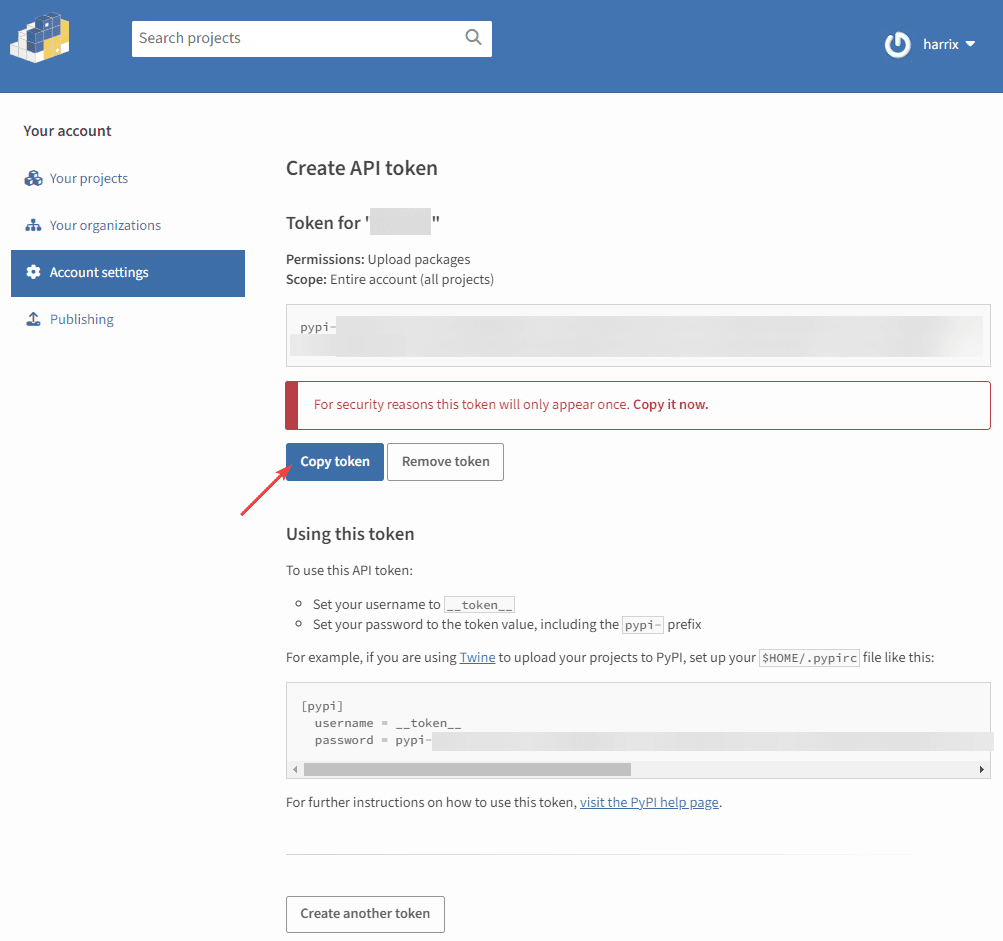 Search projects
harrix
Your account
Your projects
Your organizations
Account settings
Publishing
Create API token
Token for ' "
Permissions: Upload packages
Scope: Entire account (all projects)
pypi-
For security reasons this token will only appear once. Copy it now.
Copy token Remove token
Using this token
To use this API token:
Set your username to __token__
Set your password to the token value, including the pypi- prefix
For example, if you are using Twine to upload your projects to PyPI, set up your $HOME/.pypirc file like this:
[pypi]
username = __token__
password = pypi-
For further instructions on how to use this token, visit the PyPI help page.
Create another token